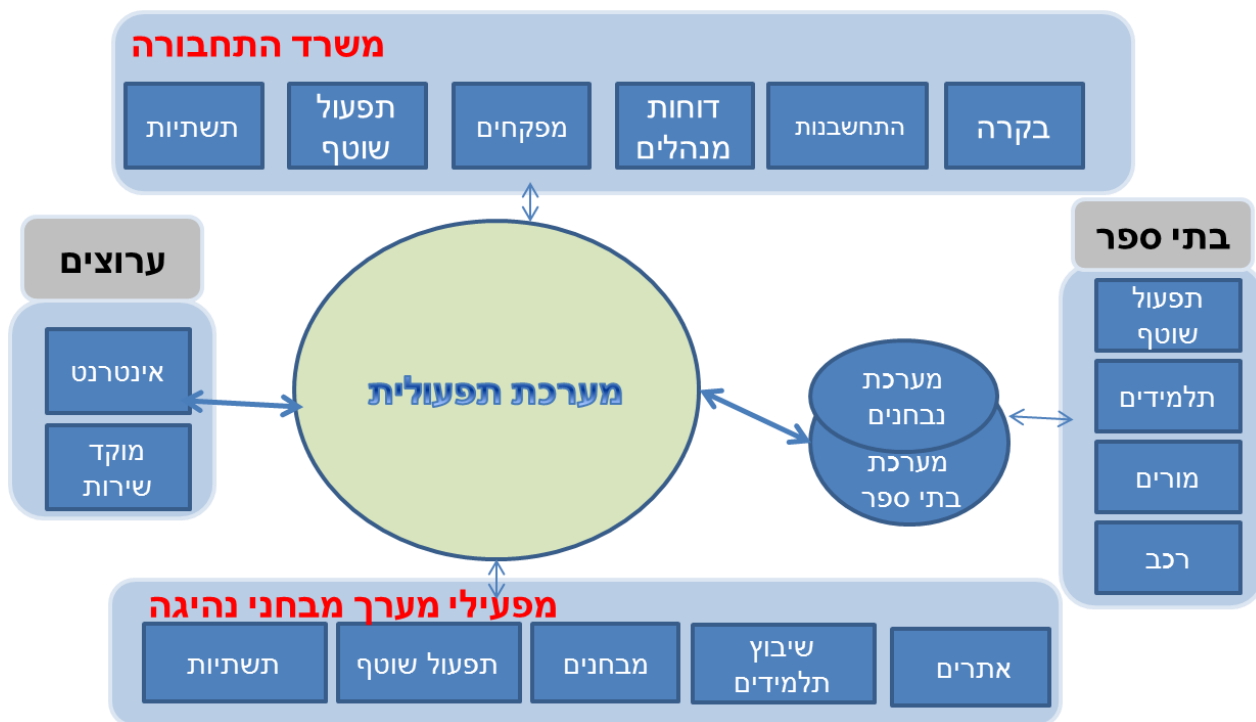 משרד התחבורה
בקרה
התחשבנות
דוחות
מנהלים
מפקחים
תפעול
שוטף
תשתיות
בתי ספר
תפעול
שוטף
תלמידים
מורים
רכב
מערכת
נבחנים
מערכת
בתי ספר
מערכת תפעולית
ערוצים
אינטרנט
מוקד
שירות
מפעילי מערך מבחני נהיגה
אתרים
שיבוץ
תלמידים
מבחנים
תפעול שוטף
תשתיות